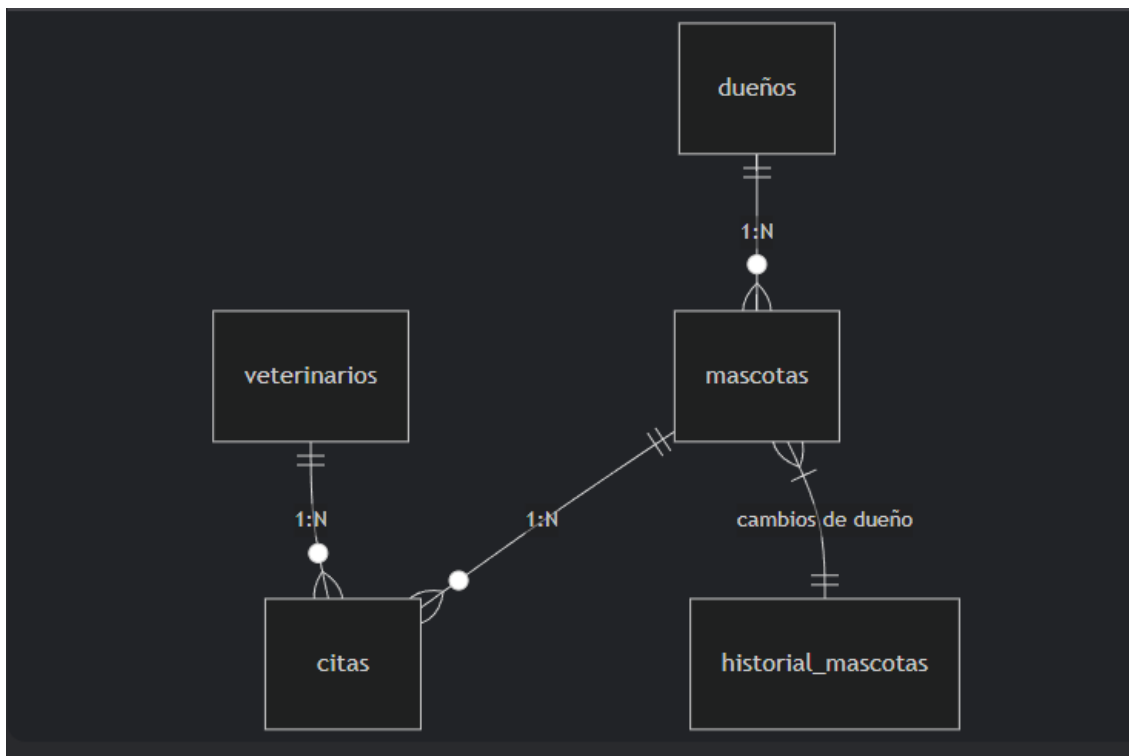 dueños
1:N
veterinarios
mascotas
1:N
1:N
cambios de dueño
citas
historial_mascotas